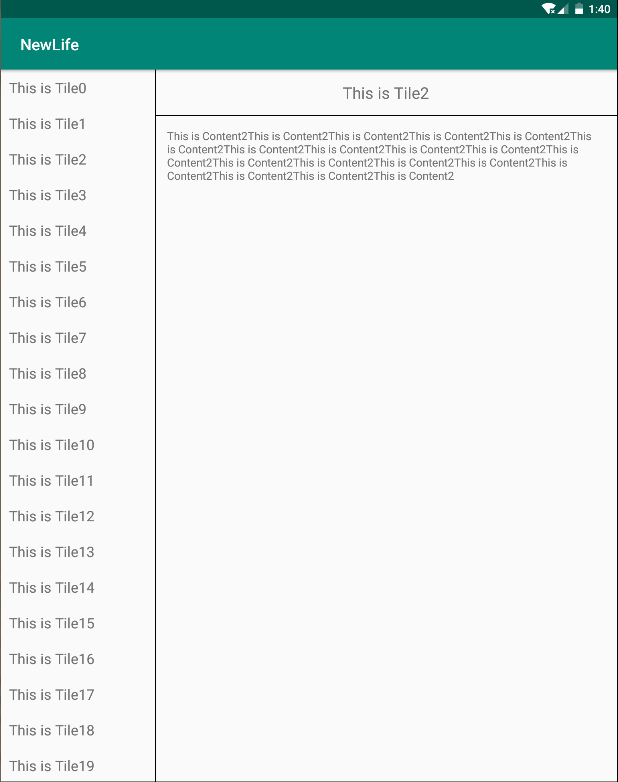 1:40
NewLife
This is Tile0
This is Tile1
This is Tile2
This is Tile3
This is Tile4
This is Tile5
This is Tile6
This is Tile7
This is Tile8
This is Tile9
This is Tile10
This is Tile11
This is Tile12
This is Tile13
This is Tile14
This is Tile15
This is Tile16
This is Tile17
This is Tile18
This is Tile19
This is Tile2
This is Content2This is Content2This is Content2This is Content2This is Content2This
is Content2This is Content2This is Content2This is Content2This is Content2This is
Content2This is Content2This is Content2This is Content2This is Content2This is
Content2This is Content2This is Content2This is Content2